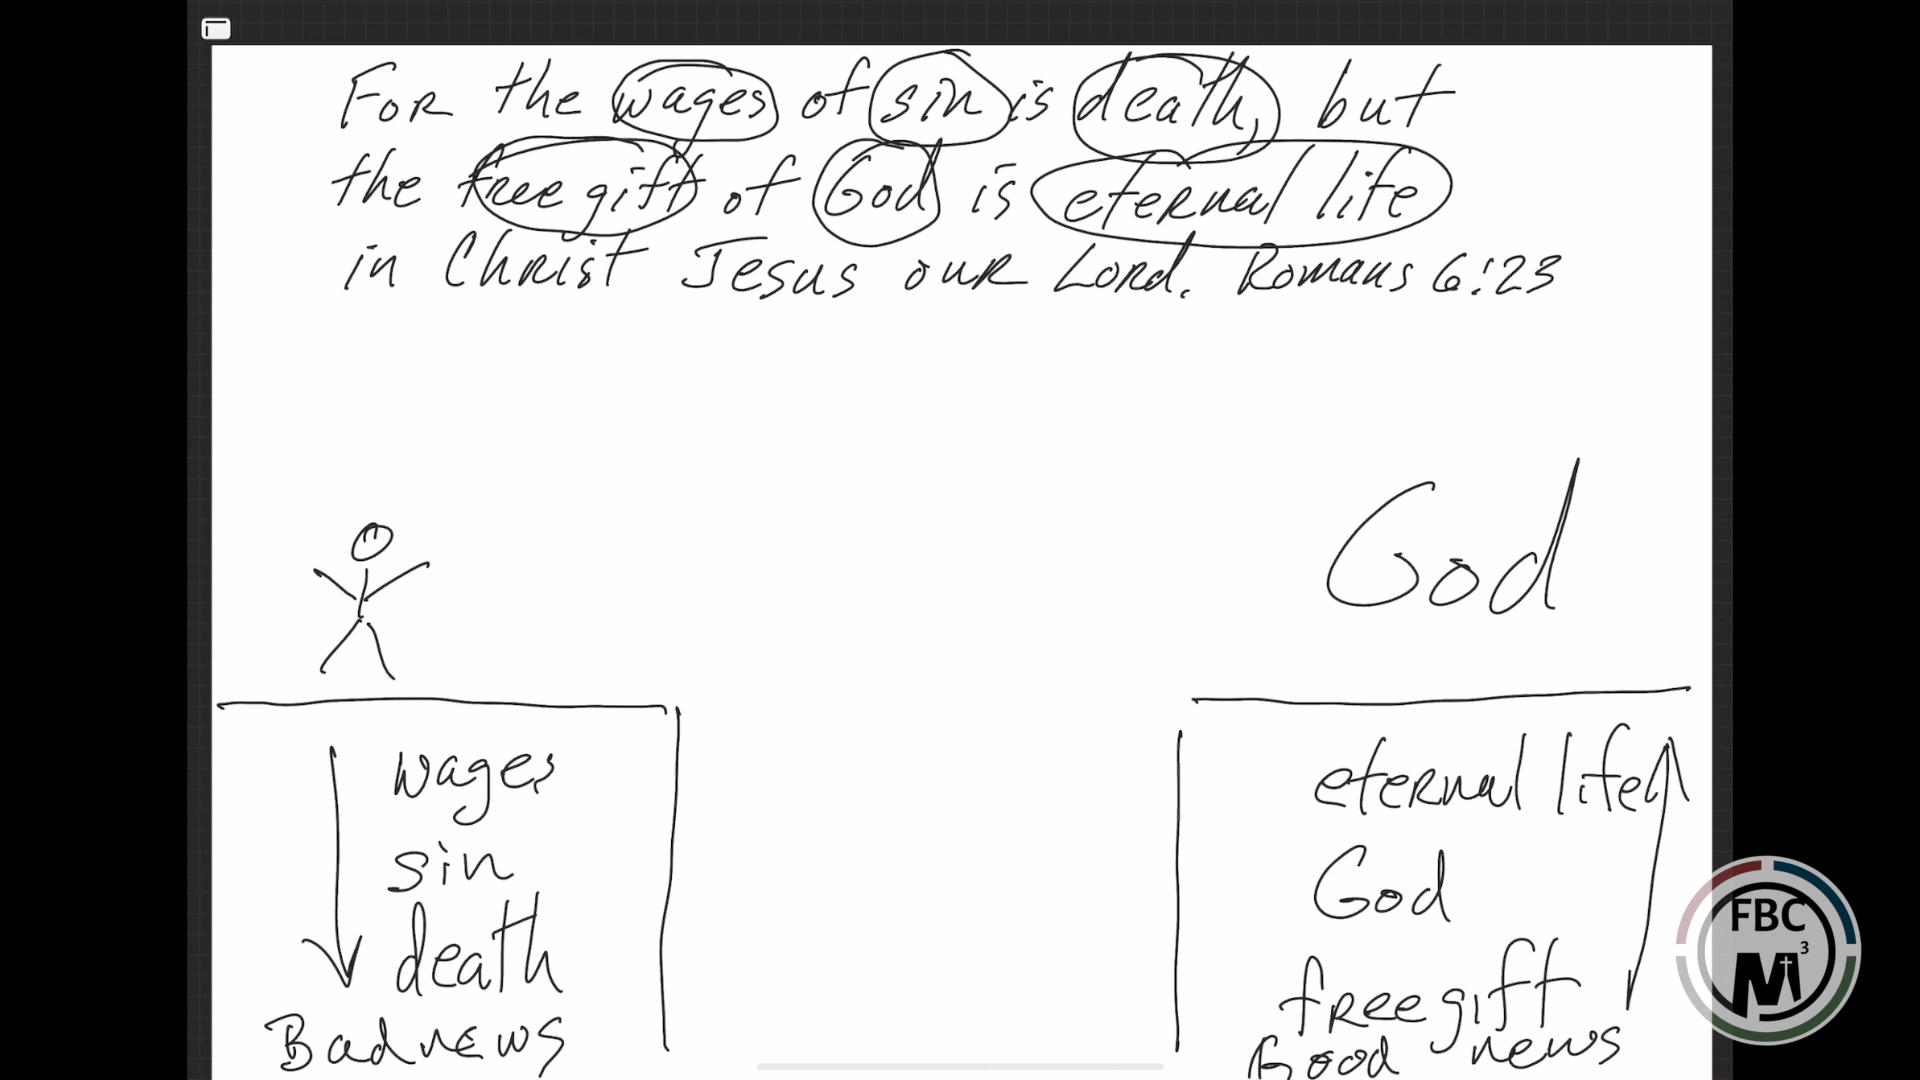 For the wages of sin is death, but
the free gift of God is eternal life
in Christ Jesus our Lord. Romans 6:23
God
wages
sin
death
Bad news
eternal life
God
free gift
Good news
FBC
M3